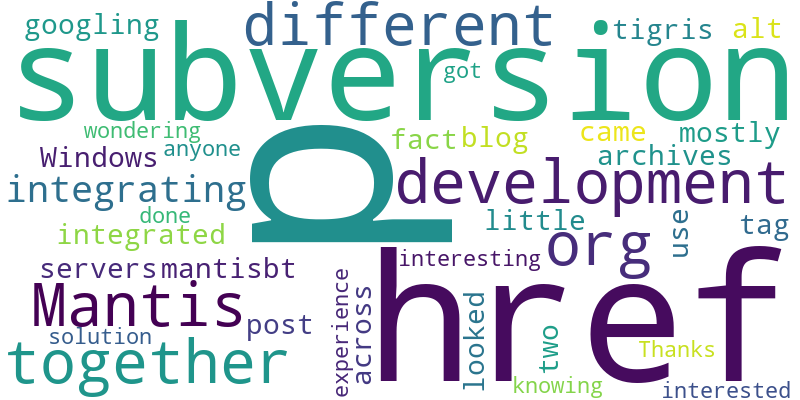 googling
different
tigris
alt
subversion
got
wondering
anyone
fact
blog
came
mostly
Windows
archives
p
integrating
development
done
little
use
tag
integrated
org
servers
mantisbt
interesting
href
Mantis
post
experience
across
looked
two
solution
together
Thanks
knowing
interested